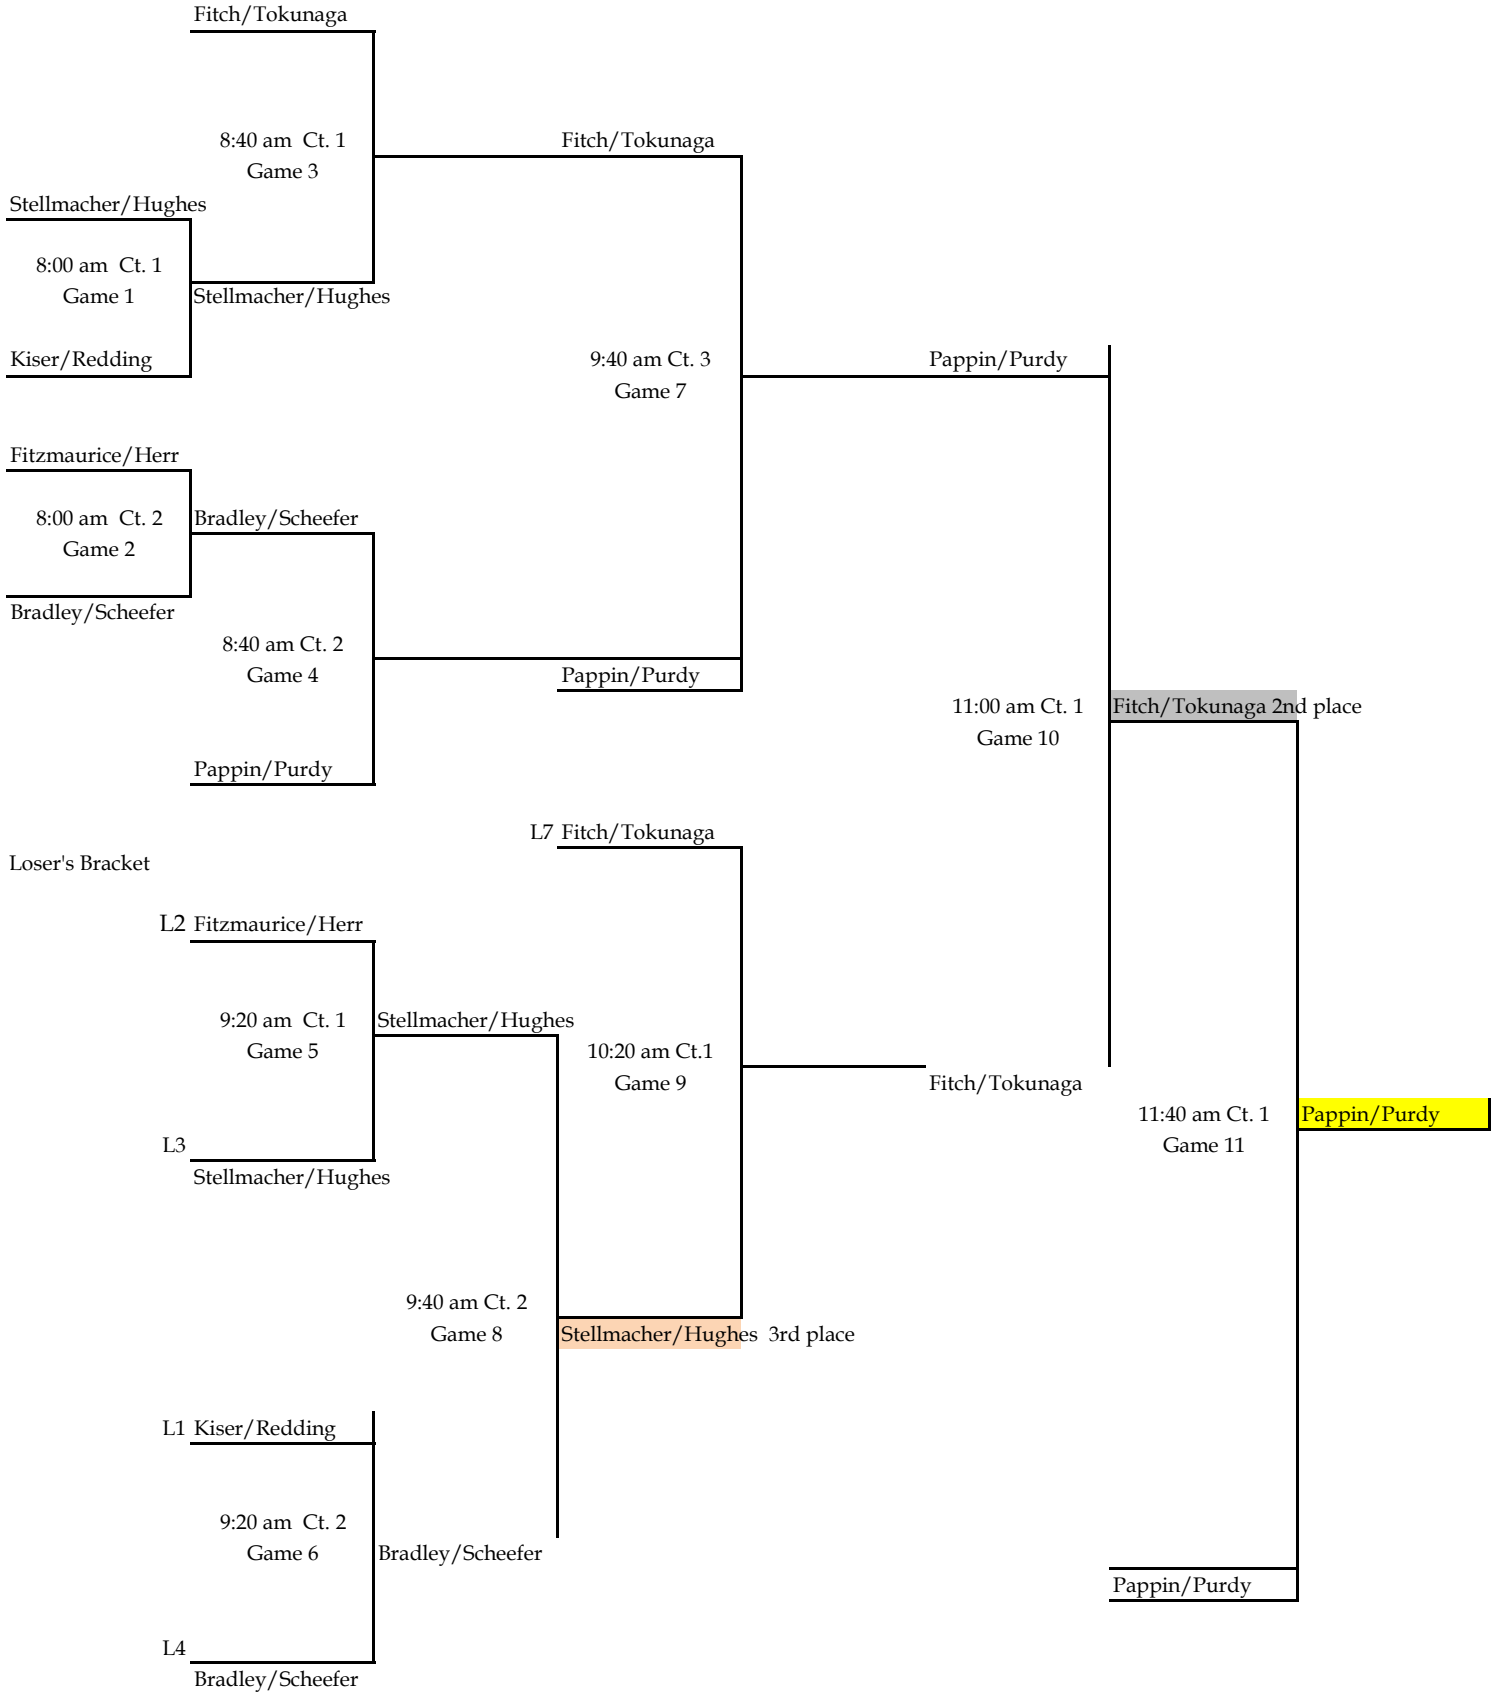 Fitch/Tokunaga
8:40 am  Ct. 1
Game 3
Fitch/Tokunaga
Stellmacher/Hughes
8:00 am  Ct. 1
Game 1
Stellmacher/Hughes
Kiser/Redding
9:40 am Ct. 3
Game 7
Pappin/Purdy
Fitzmaurice/Herr
8:00 am  Ct. 2
Game 2
Bradley/Scheefer
Bradley/Scheefer
8:40 am Ct. 2
Game 4
Pappin/Purdy
11:00 am Ct. 1
Game 10
Fitch/Tokunaga 2nd place
Pappin/Purdy
L7 Fitch/Tokunaga
Loser's Bracket
L2 Fitzmaurice/Herr
9:20 am  Ct. 1
Game 5
Stellmacher/Hughes
10:20 am Ct.1
Game 9
Fitch/Tokunaga
11:40 am Ct. 1
Game 11
Pappin/Purdy
L3
Stellmacher/Hughes
9:40 am Ct. 2
Game 8
Stellmacher/Hughes  3rd place
L1 Kiser/Redding
9:20 am  Ct. 2
Game 6
Bradley/Scheefer
Pappin/Purdy
L4
Bradley/Scheefer